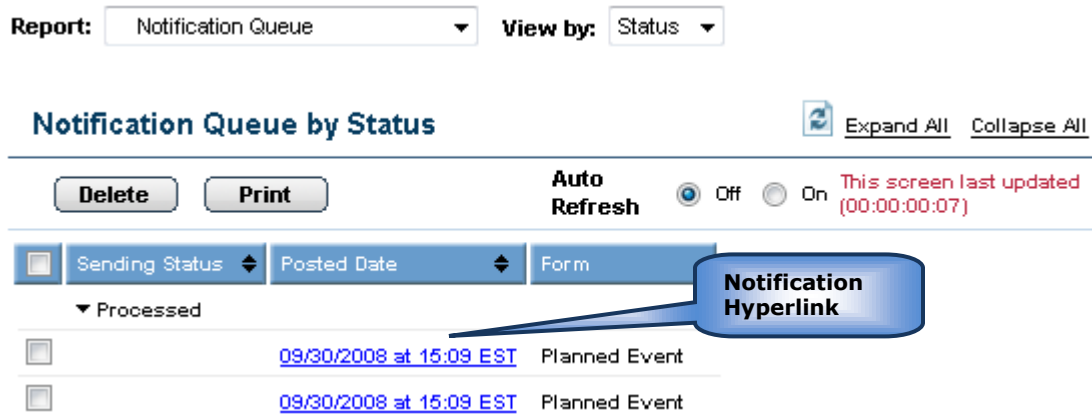 Report: Notification Queue View by: Status
Notification Queue by Status Expand All Collapse All
Delete Print Auto Refresh Off On This screen last updated (00:00:00:07)
Sending Status Posted Date Form
Notification Hyperlink
Processed
09/30/2008 at 15:09 EST Planned Event
09/30/2008 at 15:09 EST Planned Event